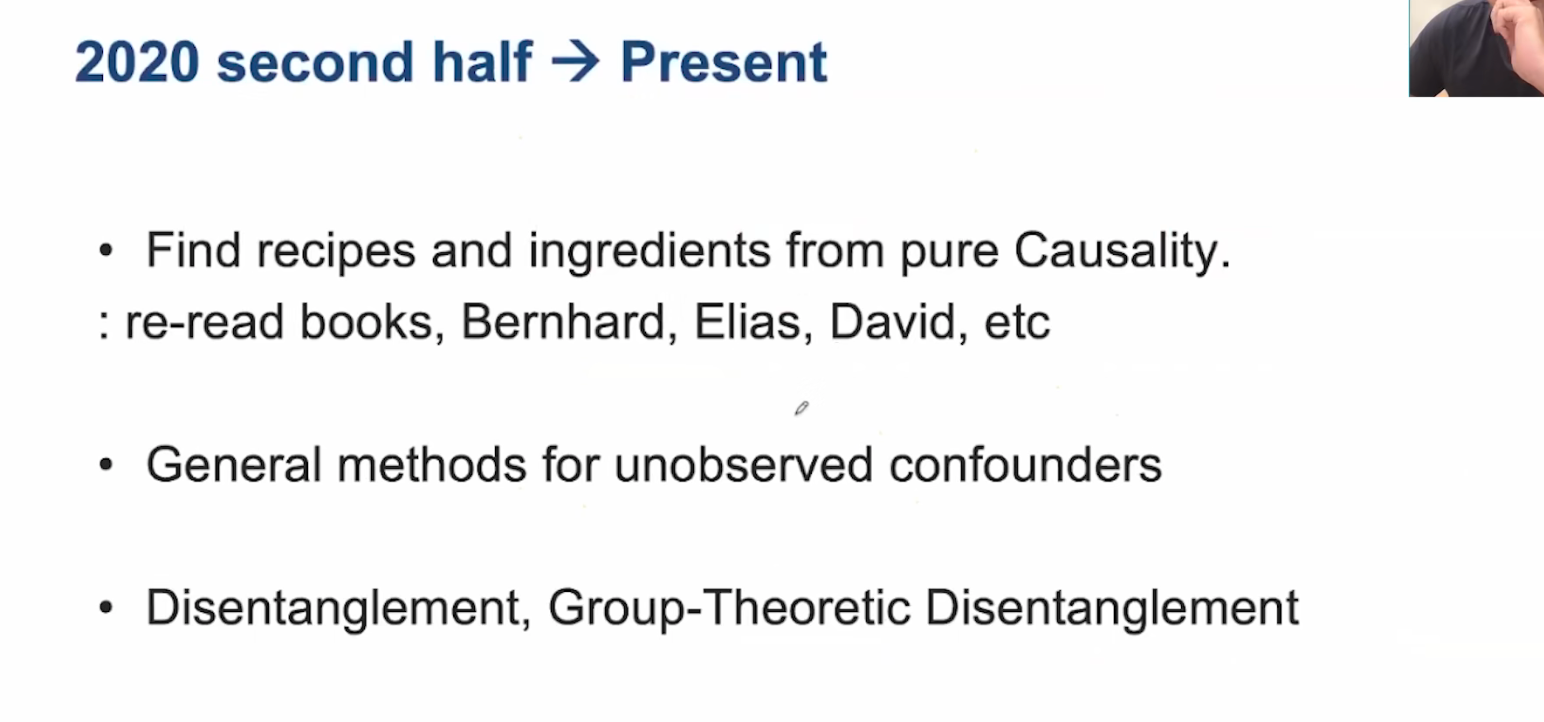 2020 second half → Present
• Find recipes and ingredients from pure Causality.
: re-read books, Bernhard, Elias, David, etc
• General methods for unobserved confounders
• Disentanglement, Group-Theoretic Disentanglement